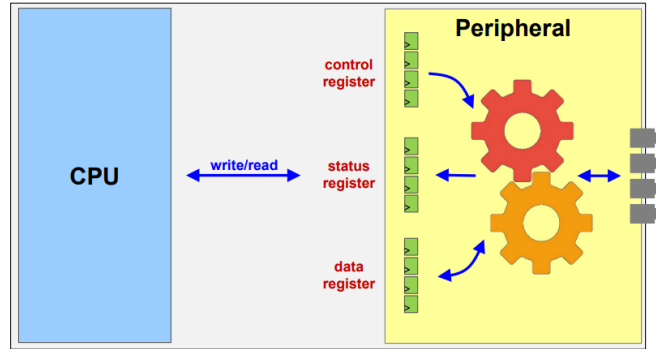 Peripheral
control
register
CPU
write/read
status
register
data
register